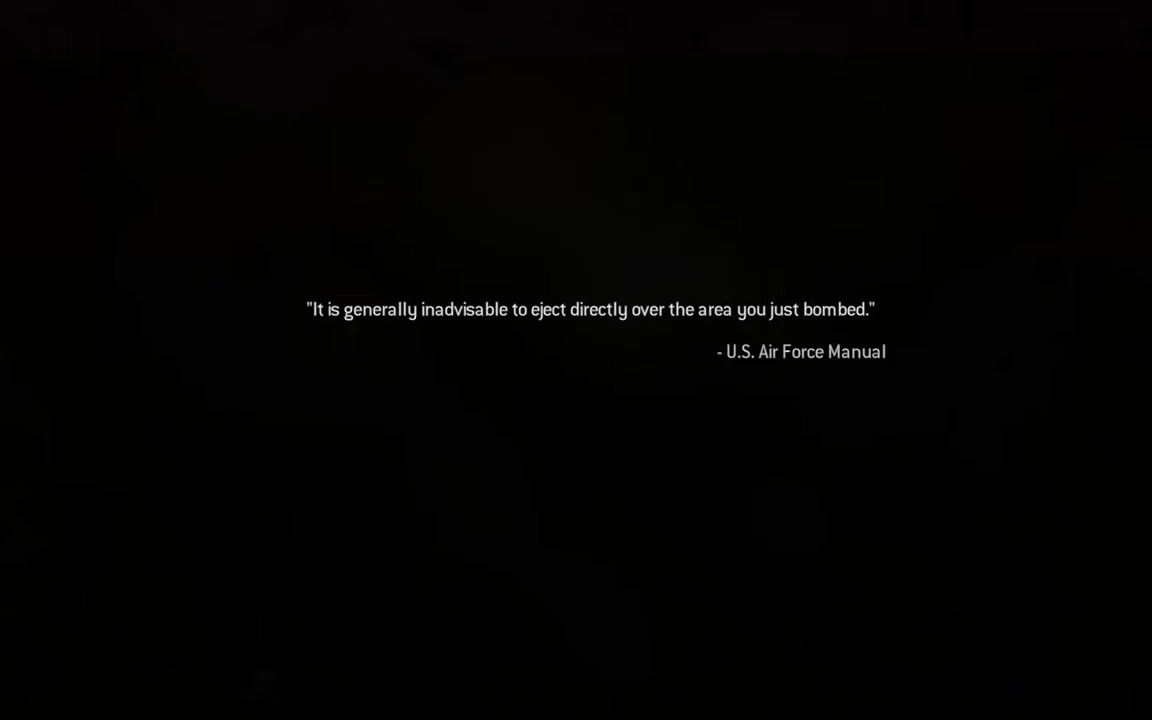 "It is generally inadvisable to eject directly over the area you just bombed."
- U.S. Air Force Manual